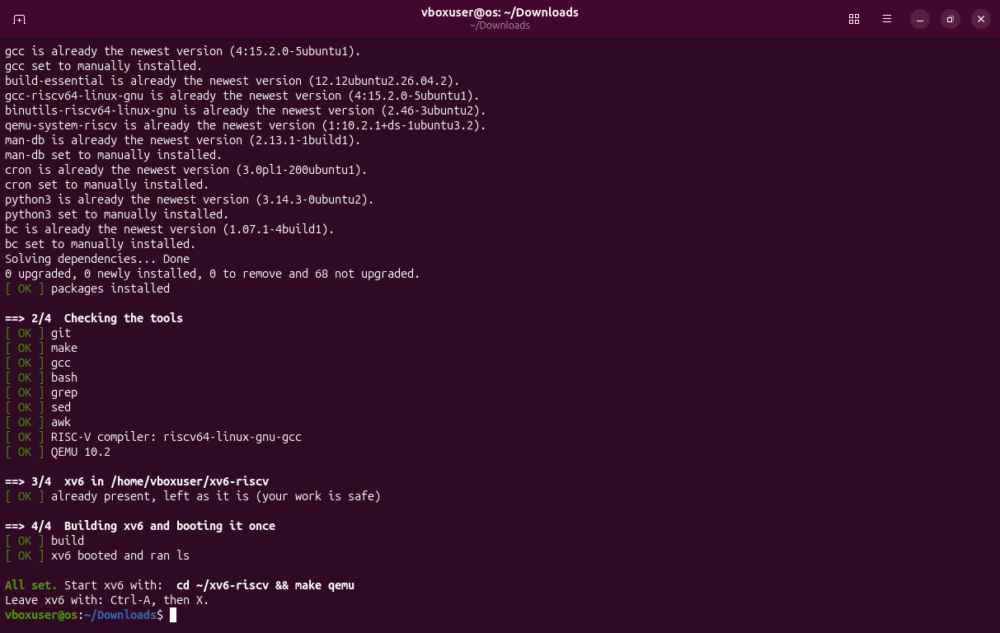 vboxuser@os: ~/Downloads
~/Downloads
gcc is already the newest version (4:15.2.0-5ubuntu1).
gcc set to manually installed.
build-essential is already the newest version (12.12ubuntu2.26.04.2).
gcc-riscv64-linux-gnu is already the newest version (4:15.2.0-5ubuntu1).
binutils-riscv64-linux-gnu is already the newest version (2.46-3ubuntu2).
qemu-system-riscv is already the newest version (1:10.2.1+ds-1ubuntu3.2).
man-db is already the newest version (2.13.1-1build1).
man-db set to manually installed.
cron is already the newest version (3.0pl1-200ubuntu1).
cron set to manually installed.
python3 is already the newest version (3.14.3-0ubuntu2).
python3 set to manually installed.
bc is already the newest version (1.07.1-4build1).
bc set to manually installed.
Solving dependencies... Done
0 upgraded, 0 newly installed, 0 to remove and 68 not upgraded.
[ OK ] packages installed
==> 2/4  Checking the tools
[ OK ] git
[ OK ] make
[ OK ] gcc
[ OK ] bash
[ OK ] grep
[ OK ] sed
[ OK ] awk
[ OK ] RISC-V compiler: riscv64-linux-gnu-gcc
[ OK ] QEMU 10.2
==> 3/4  xv6 in /home/vboxuser/xv6-riscv
[ OK ] already present, left as it is (your work is safe)
==> 4/4  Building xv6 and booting it once
[ OK ] build
[ OK ] xv6 booted and ran ls
All set. Start xv6 with:  cd ~/xv6-riscv && make qemu
Leave xv6 with: Ctrl-A, then X.
vboxuser@os:~/Downloads$